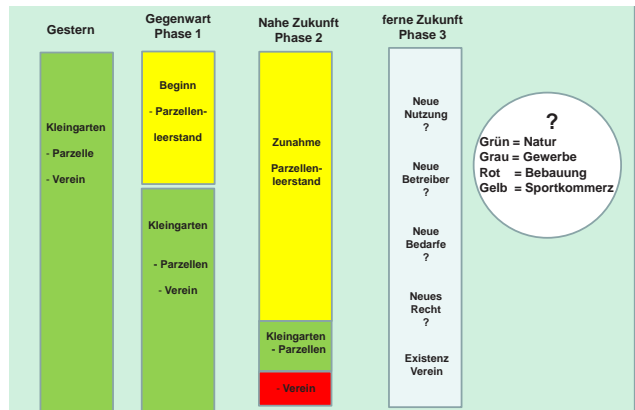 Gestern
Kleingarten
- Parzelle
- Verein
Gegenwart
Phase 1
Beginn
- Parzellen-
leerstand
Kleingarten
- Parzellen
- Verein
Nahe Zukunft
Phase 2
Zunahme
Parzellen-
leerstand
Kleingarten
- Parzellen
- Verein
ferne Zukunft
Phase 3
Neue
Nutzung
?
Neue
Betreiber
?
Neue
Bedarfe
?
Neues
Recht
?
Existenz
Verein
?
Grün = Natur
Grau = Gewerbe
Rot = Bebauung
Gelb = Sportkommerz